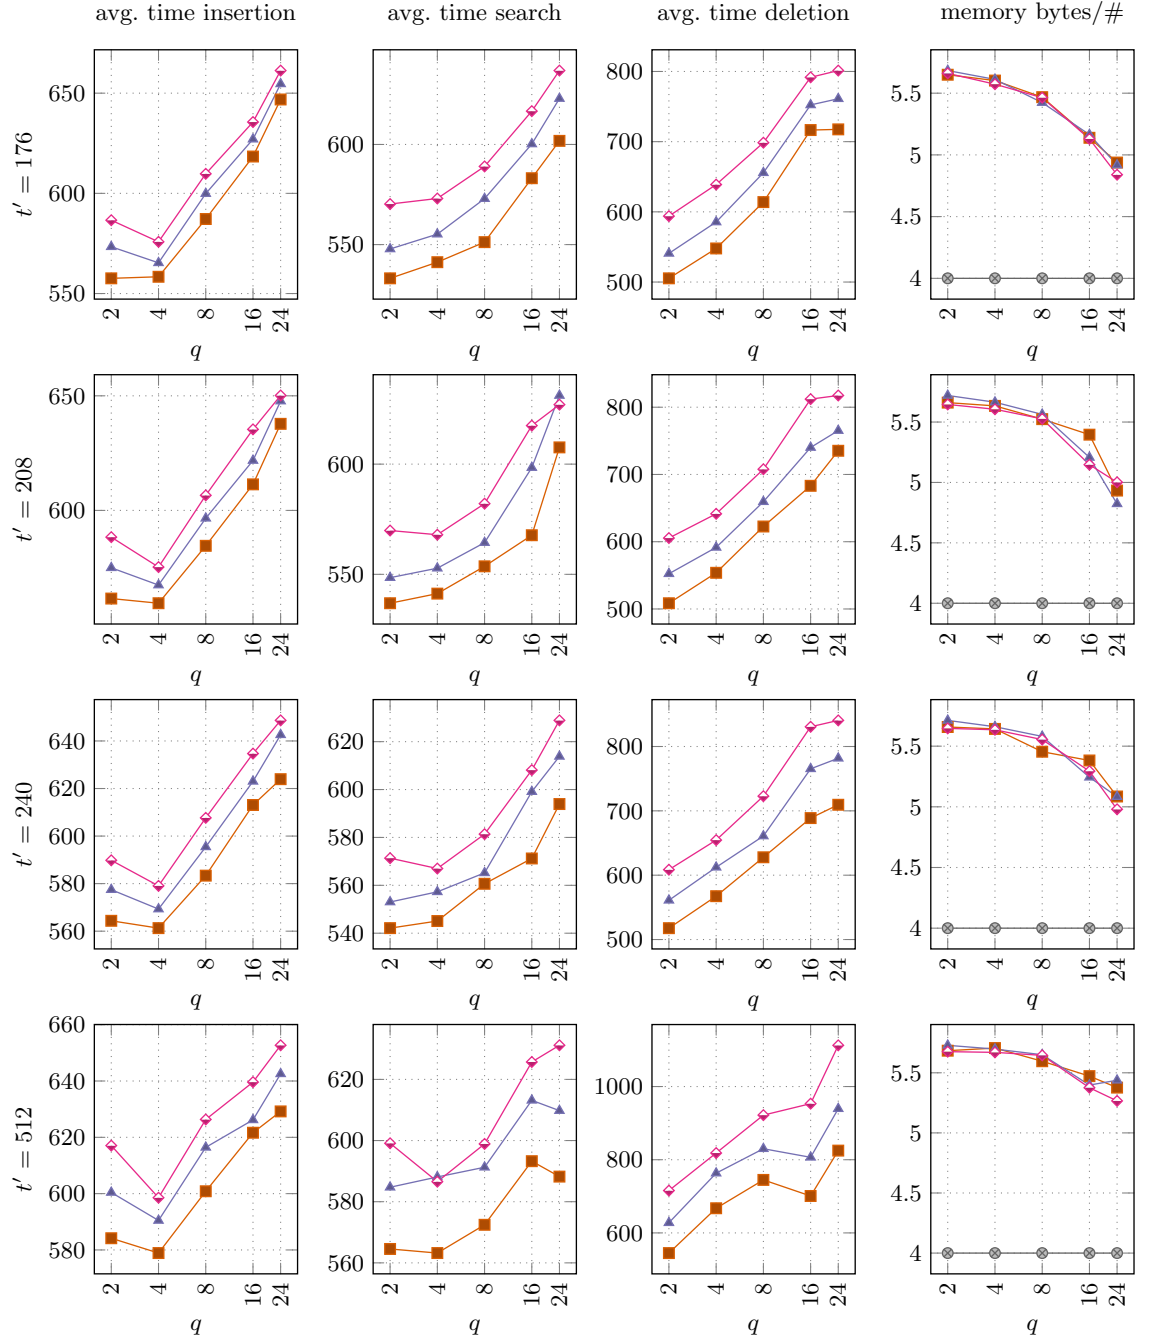 avg. time insertion avg. time search avg. time deletion memory bytes/#
t′ = 176
650
600
550
2 4 8 16 24
q
600
550
2 4 8 16 24
q
800
700
600
500
2 4 8 16 24
q
5.5
5
4.5
4
2 4 8 16 24
q
t′ = 208
650
600
2 4 8 16 24
q
600
550
2 4 8 16 24
q
800
700
600
500
2 4 8 16 24
q
5.5
5
4.5
4
2 4 8 16 24
q
t′ = 240
640
620
600
580
560
2 4 8 16 24
q
620
600
580
560
540
2 4 8 16 24
q
800
700
600
500
2 4 8 16 24
q
5.5
5
4.5
4
2 4 8 16 24
q
t′ = 512
660
640
620
600
580
2 4 8 16 24
q
620
600
580
560
2 4 8 16 24
q
1000
800
600
2 4 8 16 24
q
5.5
5
4.5
4
2 4 8 16 24
q